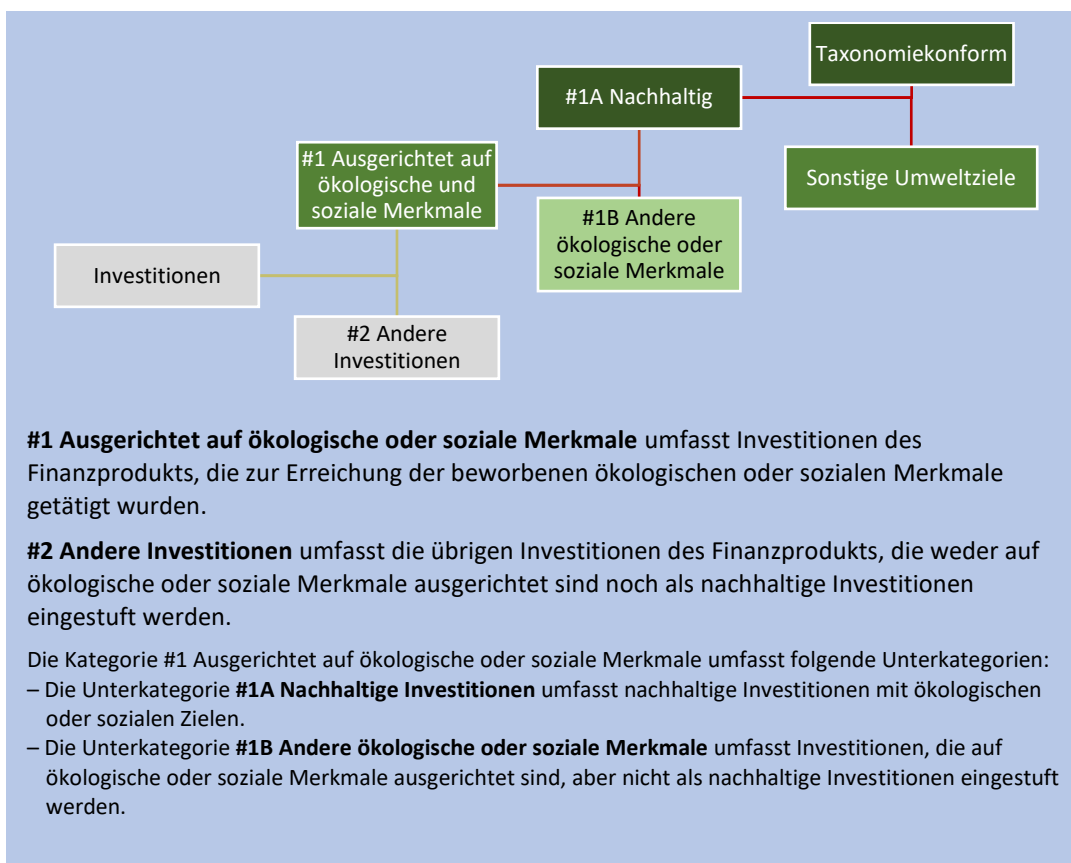 Taxonomiekonform
#1A Nachhaltig
#1 Ausgerichtet auf
ökologische und
soziale Merkmale
Sonstige Umweltziele
#1B Andere
ökologische oder
soziale Merkmale
Investitionen
#2 Andere
Investitionen
#1 Ausgerichtet auf ökologische oder soziale Merkmale umfasst Investitionen des
Finanzprodukts, die zur Erreichung der beworbenen ökologischen oder sozialen Merkmale
getätigt wurden.
#2 Andere Investitionen umfasst die übrigen Investitionen des Finanzprodukts, die weder auf
ökologische oder soziale Merkmale ausgerichtet sind noch als nachhaltige Investitionen
eingestuft werden.
Die Kategorie #1 Ausgerichtet auf ökologische oder soziale Merkmale umfasst folgende Unterkategorien:
– Die Unterkategorie #1A Nachhaltige Investitionen umfasst nachhaltige Investitionen mit ökologischen
oder sozialen Zielen.
– Die Unterkategorie #1B Andere ökologische oder soziale Merkmale umfasst Investitionen, die auf
ökologische oder soziale Merkmale ausgerichtet sind, aber nicht als nachhaltige Investitionen eingestuft
werden.